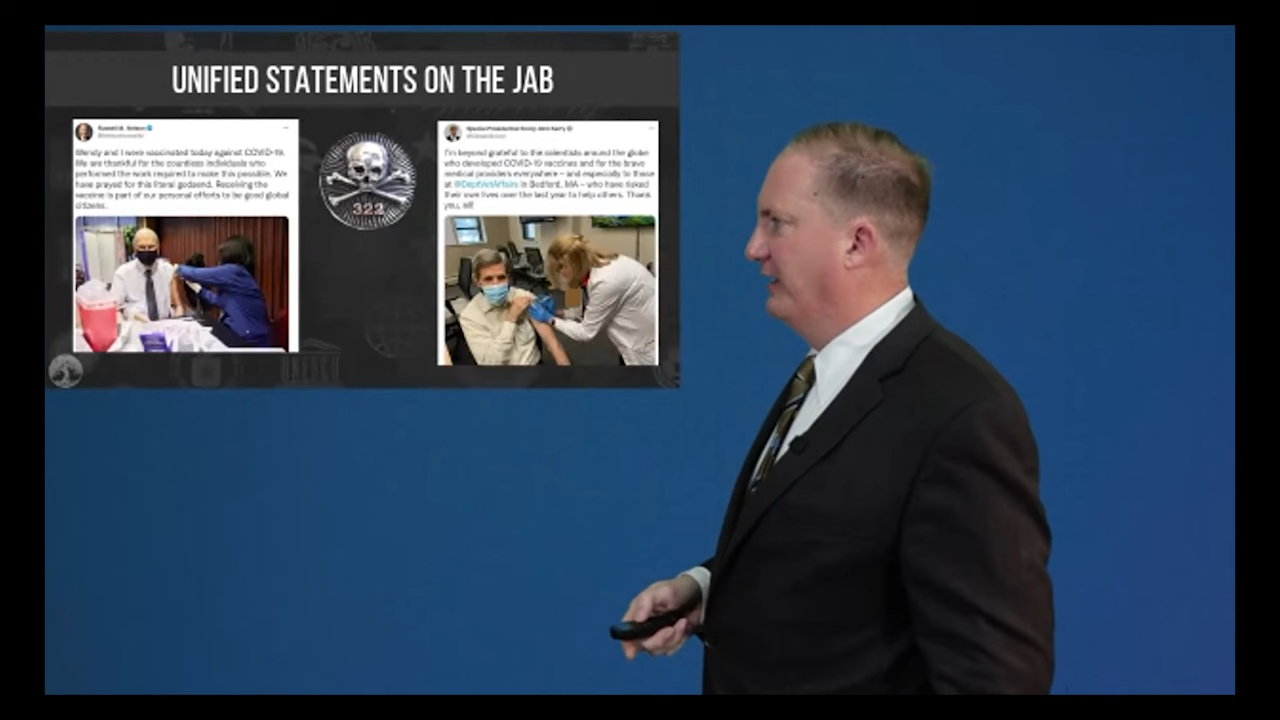 UNIFIED STATEMENTS ON THE JAB
Russell M. Nelson
Wendy and I were vaccinated today against COVID-19.
We are thankful for the countless individuals who
performed the work required to make this possible. We
have prayed for this literal godsend. Receiving the
vaccine is part of our personal efforts to be good global
citizens.
322
Special Presidential Envoy John Kerry
I'm beyond grateful to the scientists around the globe
who developed COVID-19 vaccines and for the brave
medical providers everywhere – and especially to those
at @DeptVetAffairs in Bedford, MA – who have risked
their own lives over the last year to help others. Thank
you, all!